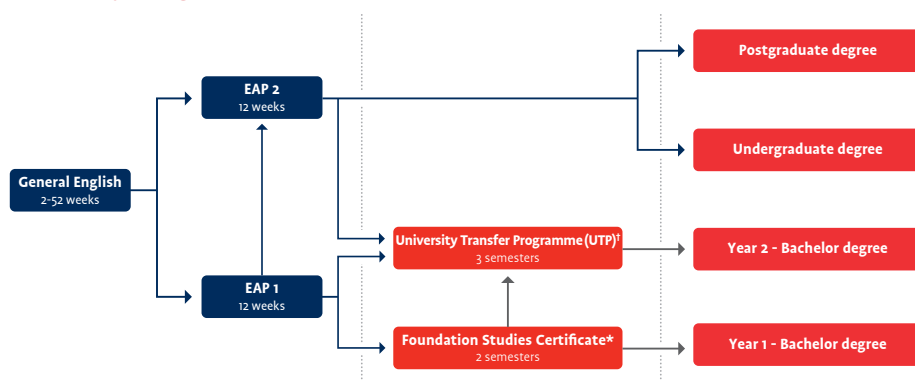 Postgraduate degree
EAP 2
12 weeks
Undergraduate degree
General English
2-52 weeks
University Transfer Programme (UTP)†
3 semesters
Year 2 - Bachelor degree
EAP 1
12 weeks
Foundation Studies Certificate*
2 semesters
Year 1 - Bachelor degree